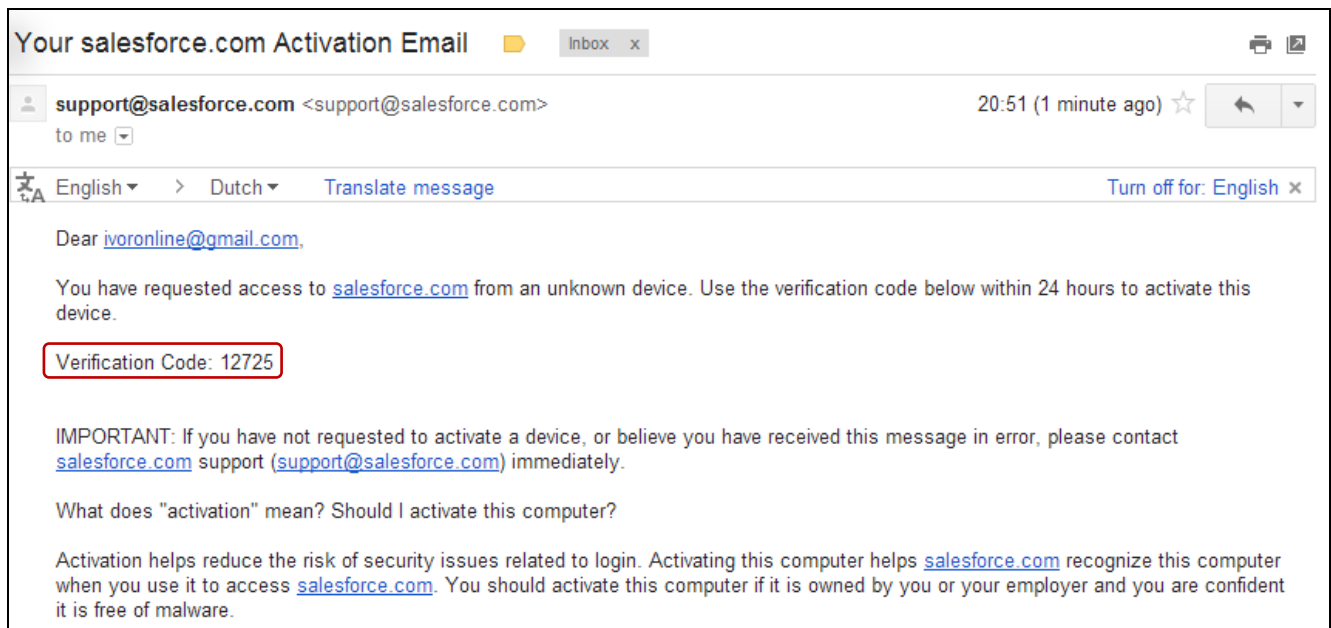 Your salesforce.com Activation Email Inbox x
support@salesforce.com <support@salesforce.com> 20:51 (1 minute ago)
to me
English > Dutch Translate message Turn off for: English ×
Dear ivoronline@gmail.com,
You have requested access to salesforce.com from an unknown device. Use the verification code below within 24 hours to activate this
device.
Verification Code: 12725
IMPORTANT: If you have not requested to activate a device, or believe you have received this message in error, please contact
salesforce.com support (support@salesforce.com) immediately.
What does "activation" mean? Should I activate this computer?
Activation helps reduce the risk of security issues related to login. Activating this computer helps salesforce.com recognize this computer
when you use it to access salesforce.com. You should activate this computer if it is owned by you or your employer and you are confident
it is free of malware.